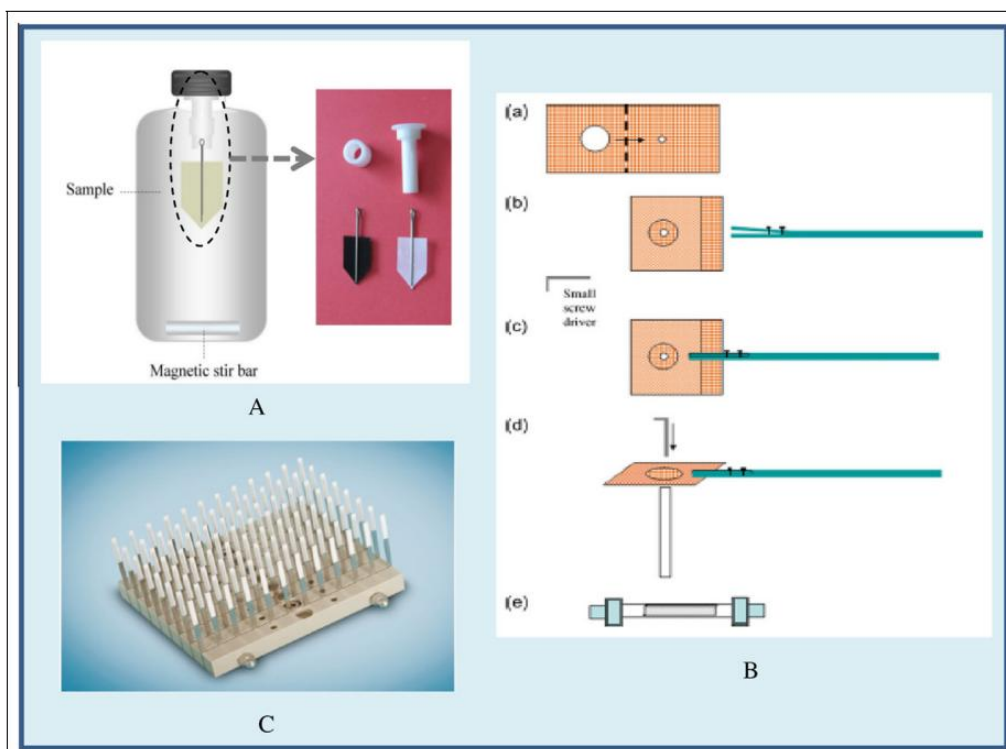 Sample
Magnetic stir bar
A
(a)
(b)
Small
screw
driver
(c)
(d)
(e)
B
C